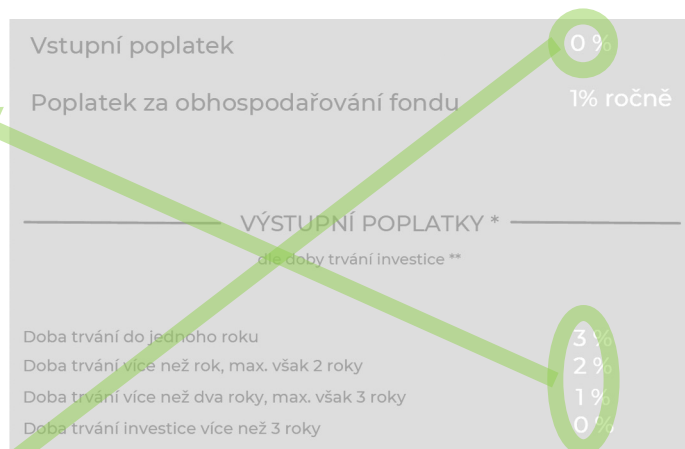 Vstupní poplatek 0 %
Poplatek za obhospodařování fondu 1% ročně
VÝSTUPNÍ POPLATKY *
dle doby trvání investice **
Doba trvání do jednoho roku 3 %
Doba trvání více než rok, max. však 2 roky 2 %
Doba trvání více než dva roky, max. však 3 roky 1 %
Doba trvání investice více než 3 roky 0 %